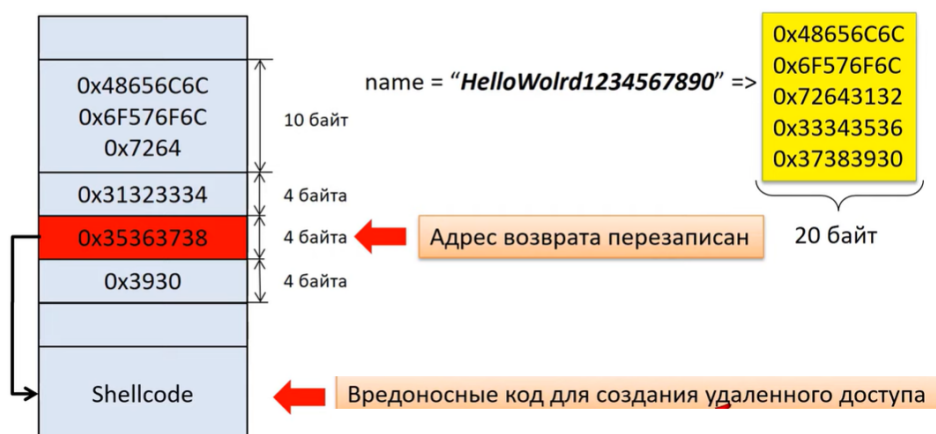 name = “HelloWolrd1234567890” =>
0x48656C6C
0x6F576F6C
0x72643132
0x33343536
0x37383930
20 байт
0x48656C6C
0x6F576F6C
0x7264
10 байт
0x31323334
4 байта
0x35363738
4 байта
Адрес возврата перезаписан
0x3930
4 байта
Shellcode
Вредоносные код для создания удаленного доступа